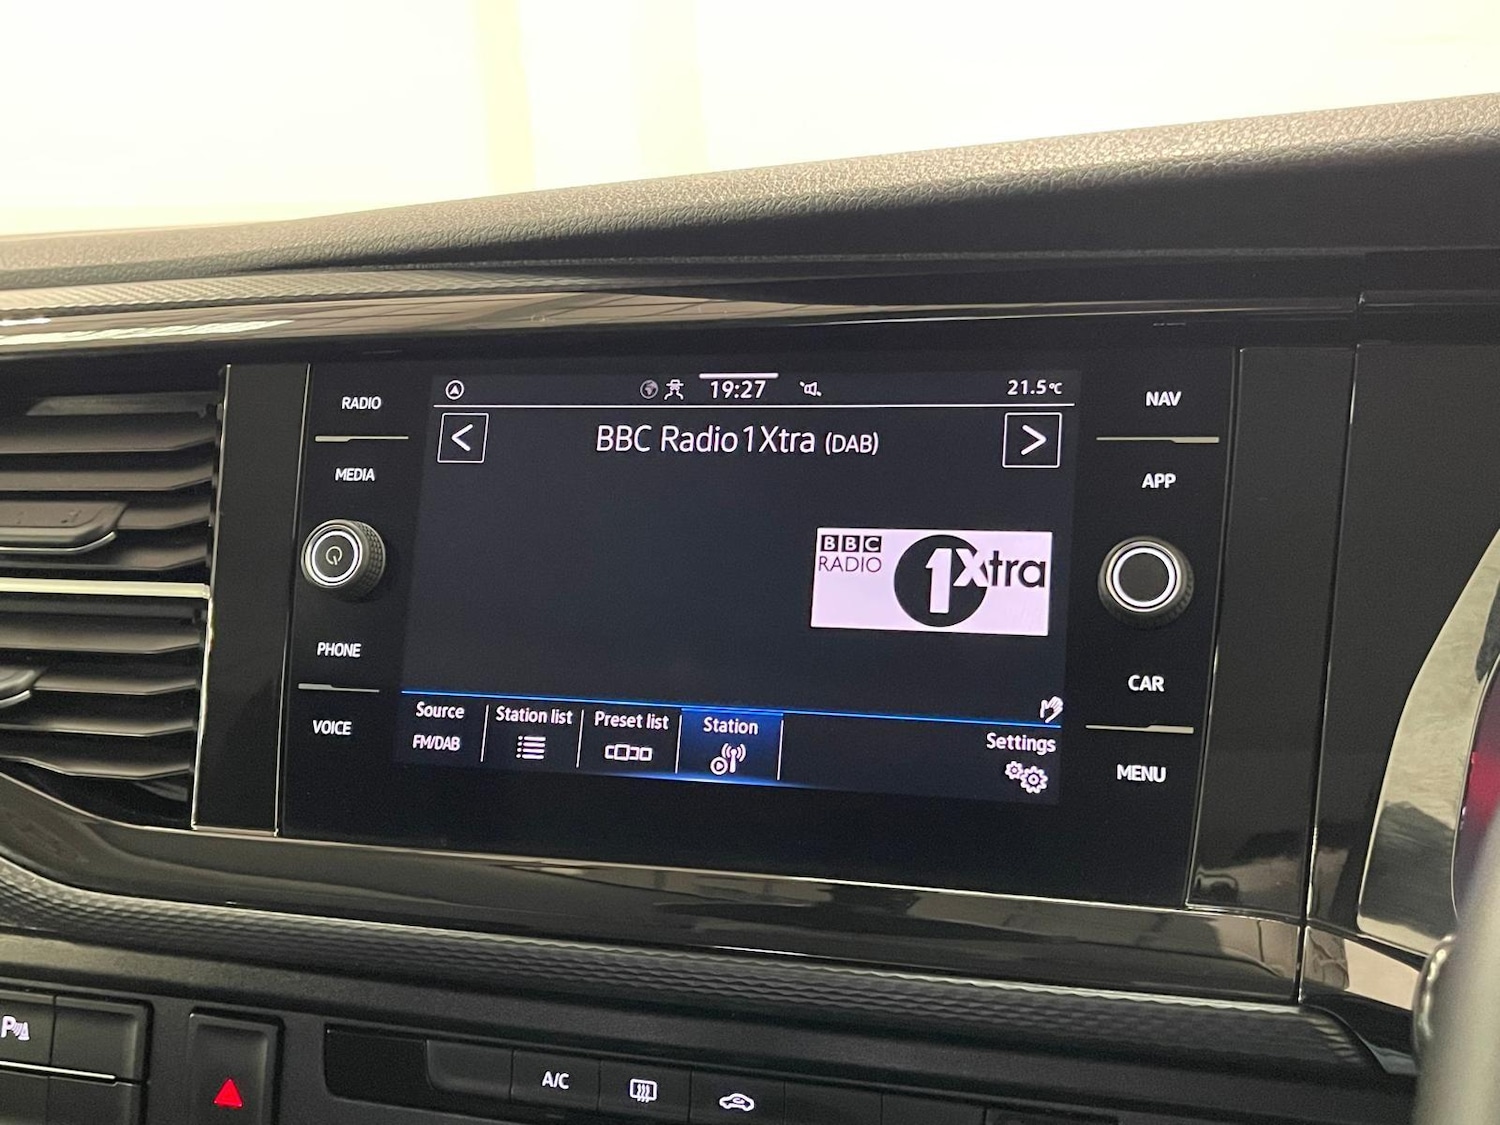 RADIO
MEDIA
PHONE
VOICE
19:27
21.5°C
<
BBC Radio 1Xtra (DAB)
>
BBC
RADIO
1Xtra
Source
FM/DAB
Station list
Preset list
Station
Settings
NAV
APP
CAR
MENU
P
A/C